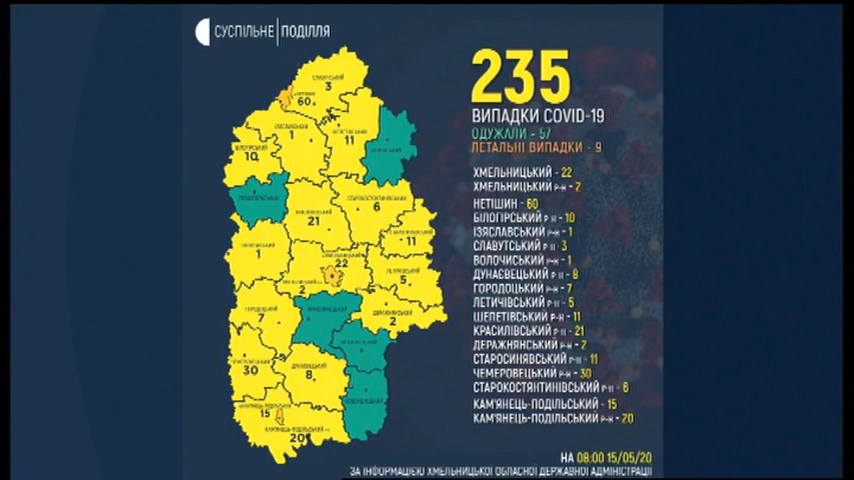 СУСПІЛЬНЕ ПОДІЛЛЯ
235
ВИПАДКИ COVID-19
ОДУЖАЛИ - 57
ЛЕТАЛЬНІ ВИПАДКИ - 9
ХМЕЛЬНИЦЬКИЙ - 22
ХМЕЛЬНИЦЬКИЙ Р-Н - 2
НЕТІШИН - 60
БІЛОГІРСЬКИЙ Р-Н - 10
ІЗЯСЛАВСЬКИЙ Р-Н - 1
СЛАВУТСЬКИЙ Р-Н - 3
ВОЛОЧИСЬКИЙ Р-Н - 1
ДУНАЄВЕЦЬКИЙ Р-Н - 8
ГОРОДОЦЬКИЙ Р-Н - 7
ЛЕТИЧІВСЬКИЙ Р-Н - 5
ШЕПЕТІВСЬКИЙ Р-Н - 11
КРАСИЛІВСЬКИЙ Р-Н - 21
ДЕРАЖНЯНСЬКИЙ Р-Н - 2
СТАРОСИНЯВСЬКИЙ Р-Н - 11
ЧЕМЕРОВЕЦЬКИЙ Р-Н - 30
СТАРОКОСТЯНТИНІВСЬКИЙ Р-Н - 6
КАМ'ЯНЕЦЬ-ПОДІЛЬСЬКИЙ - 15
КАМ'ЯНЕЦЬ-ПОДІЛЬСЬКИЙ Р-Н - 20
НА 08:00 15/05/20
ЗА ІНФОРМАЦІЄЮ ХМЕЛЬНИЦЬКОЇ ОБЛАСНОЇ ДЕРЖАВНОЇ АДМІНІСТРАЦІЇ
СЛАВУТСЬКИЙ
3
60
1
11
10
6
21
11
1
22
2
5
7
ДЕРАЖНЯНСЬКИЙ
2
30
8
15
20